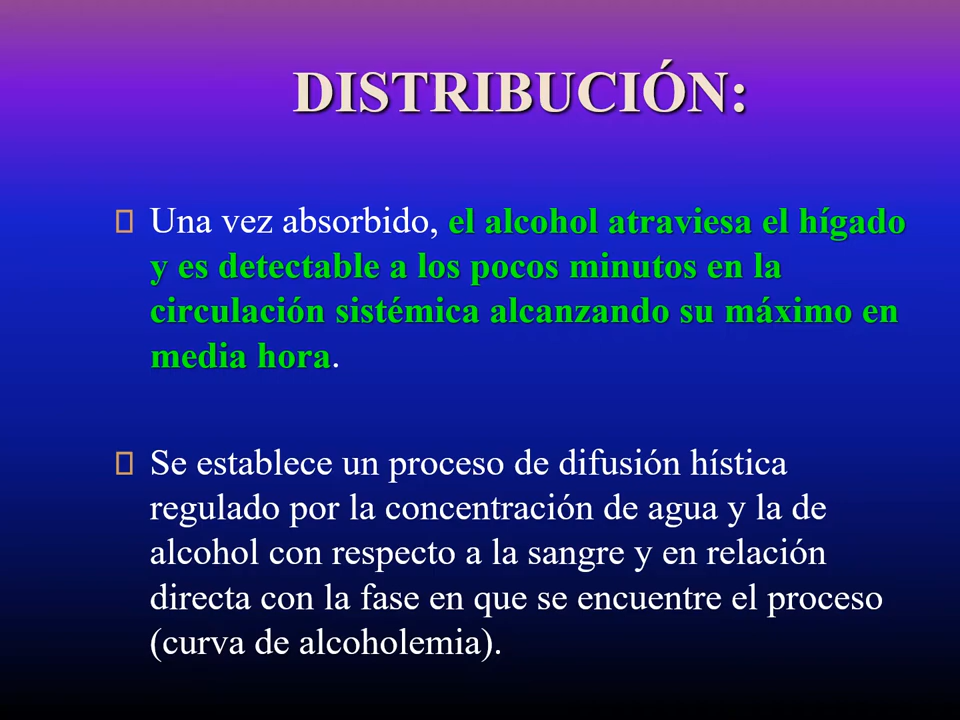 DISTRIBUCIÓN:
Una vez absorbido, el alcohol atraviesa el hígado
y es detectable a los pocos minutos en la
circulación sistémica alcanzando su máximo en
media hora.
Se establece un proceso de difusión hística
regulado por la concentración de agua y la de
alcohol con respecto a la sangre y en relación
directa con la fase en que se encuentre el proceso
(curva de alcoholemia).